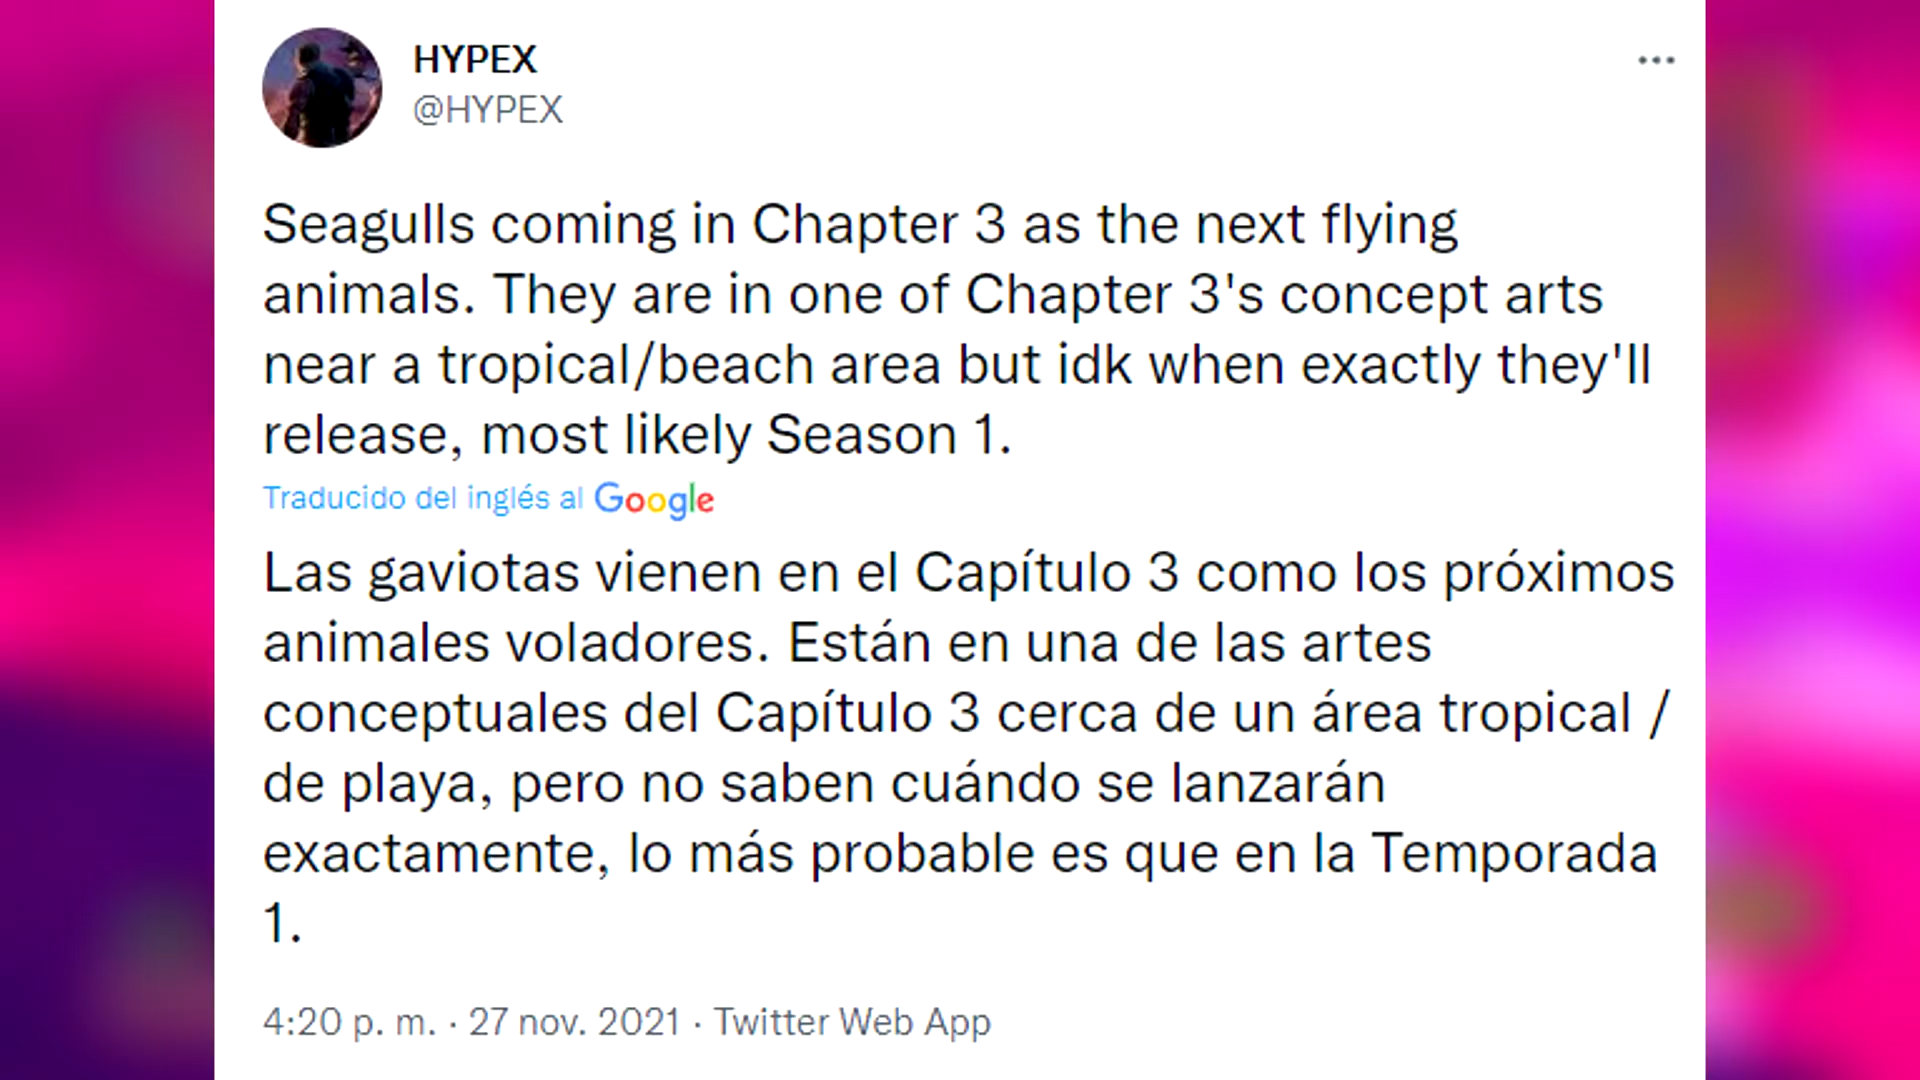 HYPEX
@HYPEX
Seagulls coming in Chapter 3 as the next flying
animals. They are in one of Chapter 3's concept arts
near a tropical/beach area but idk when exactly they'll
release, most likely Season 1.
Traducido del inglés al Google
Las gaviotas vienen en el Capítulo 3 como los próximos
animales voladores. Están en una de las artes
conceptuales del Capítulo 3 cerca de un área tropical /
de playa, pero no saben cuándo se lanzarán
exactamente, lo más probable es que en la Temporada
1.
4:20 p. m. · 27 nov. 2021 · Twitter Web App